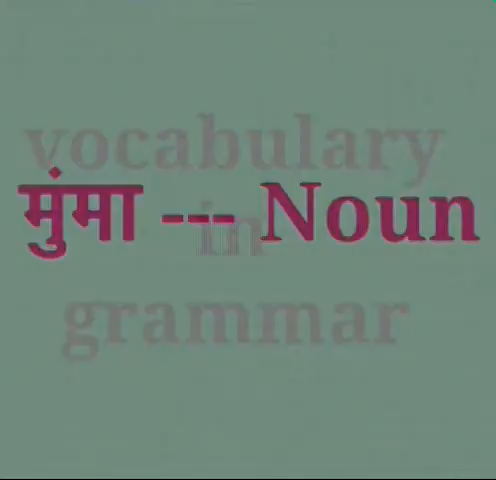 vocabulary
मुंमा --- Noun
in
grammar